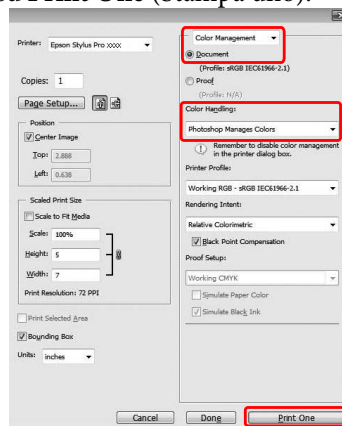 Print One (Stampa uno).
Printer: Epson Stylus Pro xxxx
Copies: 1
Page Setup...
Position
Center Image
Top: 2.888
Left: 0.638
Scaled Print Size
Scale to Fit Media
Scale: 100%
Height: 5
Width: 7
Print Resolution: 72 PPI
Print Selected Area
Bounding Box
Units: inches
Color Management
Document
(Profile: sRGB IEC61966-2.1)
Proof
(Profile: N/A)
Color Handling:
Photoshop Manages Colors
Remember to disable color management
in the printer dialog box.
Printer Profile:
Working RGB - sRGB IEC61966-2.1
Rendering Intent:
Relative Colorimetric
Black Point Compensation
Proof Setup:
Working CMYK
Simulate Paper Color
Simulate Black Ink
Cancel
Done
Print One